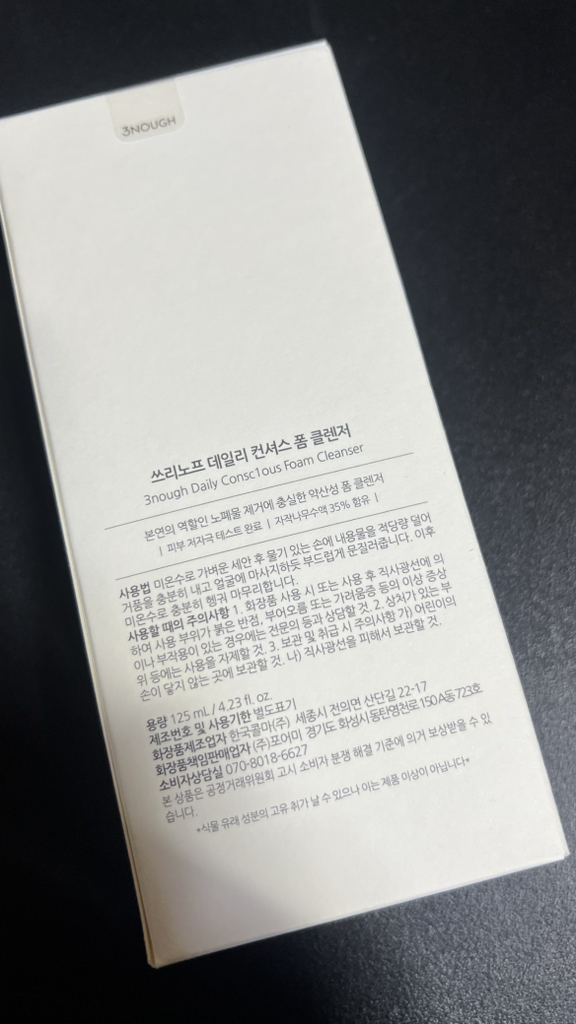 3NOUGH
쓰리노프 데일리 컨셔스 폼 클렌저
3nough Daily Consc1ous Foam Cleanser
본연의 역할인 노폐물 제거에 충실한 약산성 폼 클렌저
| 피부 저자극 테스트 완료 | 자작나무수액 35% 함유 |
사용법 미온수로 가벼운 세안 후 물기 있는 손에 내용물을 적당량 덜어
거품을 충분히 내고 얼굴에 마사지하듯 부드럽게 문질러줍니다. 이후
미온수로 충분히 헹궈 마무리합니다.
사용할 때의 주의사항 1. 화장품 사용 시 또는 사용 후 직사광선에 의
하여 사용 부위가 붉은 반점, 부어오름 또는 가려움증 등의 이상 증상
이나 부작용이 있는 경우에는 전문의 등과 상담할 것. 2. 상처가 있는 부
위 등에는 사용을 자제할 것. 3. 보관 및 취급 시 주의사항 가) 어린이의
손이 닿지 않는 곳에 보관할 것. 나) 직사광선을 피해서 보관할 것.
용량 125 mL / 4.23 fl. oz.
제조번호 및 사용기한 별도표기
화장품제조업자 한국콜마(주) 세종시 전의면 산단길 22-17
화장품책임판매업자 (주)포어미 경기도 화성시 동탄영천로 150 A동 723호
소비자상담실 070-8018-6627
본 상품은 공정거래위원회 고시 소비자 분쟁 해결 기준에 의거 보상받을 수 있
습니다.
*식물 유래 성분의 고유 취가 날 수 있으나 이는 제품 이상이 아닙니다*